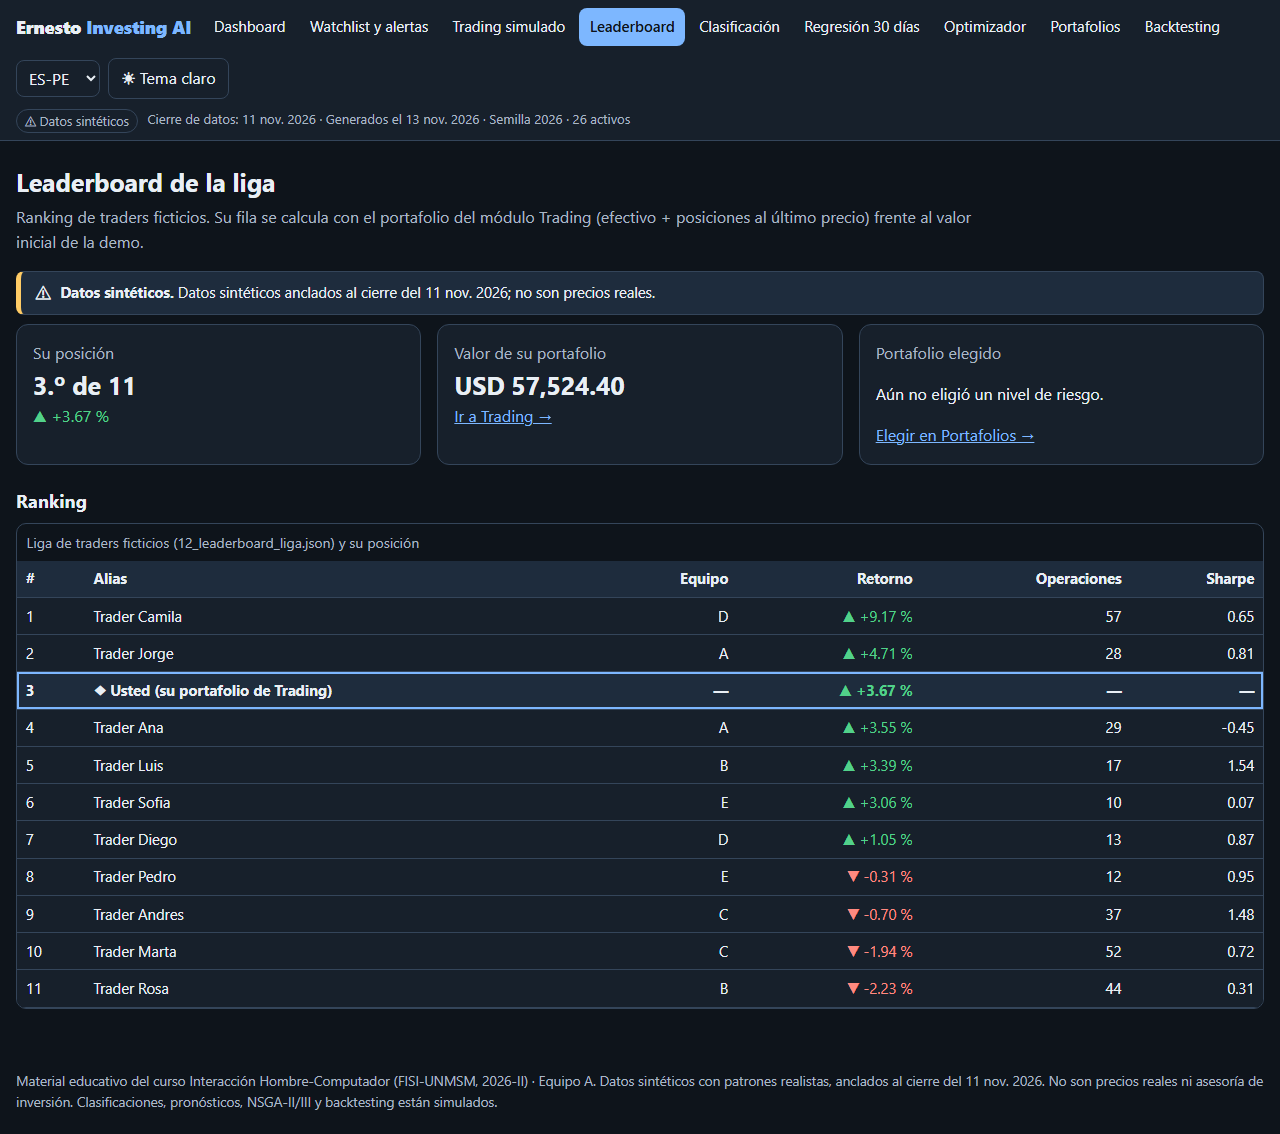 Ernesto Investing AI Dashboard Watchlist y alertas Trading simulado Leaderboard Clasificación Regresión 30 días Optimizador Portafolios Backtesting
ES-PE ☀ Tema claro
⚠ Datos sintéticos Cierre de datos: 11 nov. 2026 · Generados el 13 nov. 2026 · Semilla 2026 · 26 activos
Leaderboard de la liga
Ranking de traders ficticios. Su fila se calcula con el portafolio del módulo Trading (efectivo + posiciones al último precio) frente al valor
inicial de la demo.
⚠ Datos sintéticos. Datos sintéticos anclados al cierre del 11 nov. 2026; no son precios reales.
Su posición
3.º de 11
▲ +3.67 %
Valor de su portafolio
USD 57,524.40
Ir a Trading →
Portafolio elegido
Aún no eligió un nivel de riesgo.
Elegir en Portafolios →
Ranking
Liga de traders ficticios (12_leaderboard_liga.json) y su posición
# Alias Equipo Retorno Operaciones Sharpe
1 Trader Camila D ▲ +9.17 % 57 0.65
2 Trader Jorge A ▲ +4.71 % 28 0.81
3 ◆ Usted (su portafolio de Trading) — ▲ +3.67 % — —
4 Trader Ana A ▲ +3.55 % 29 -0.45
5 Trader Luis B ▲ +3.39 % 17 1.54
6 Trader Sofia E ▲ +3.06 % 10 0.07
7 Trader Diego D ▲ +1.05 % 13 0.87
8 Trader Pedro E ▼ -0.31 % 12 0.95
9 Trader Andres C ▼ -0.70 % 37 1.48
10 Trader Marta C ▼ -1.94 % 52 0.72
11 Trader Rosa B ▼ -2.23 % 44 0.31
Material educativo del curso Interacción Hombre-Computador (FISI-UNMSM, 2026-II) · Equipo A. Datos sintéticos con patrones realistas, anclados al cierre del 11 nov. 2026. No son precios reales ni asesoría de
inversión. Clasificaciones, pronósticos, NSGA-II/III y backtesting están simulados.